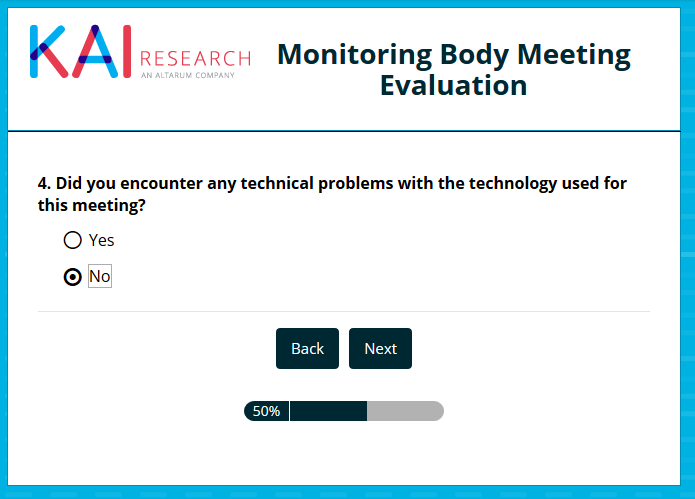 KAI RESEARCH
AN ALTARUM COMPANY
Monitoring Body Meeting
Evaluation
4. Did you encounter any technical problems with the technology used for
this meeting?
Yes
No
Back Next
50%